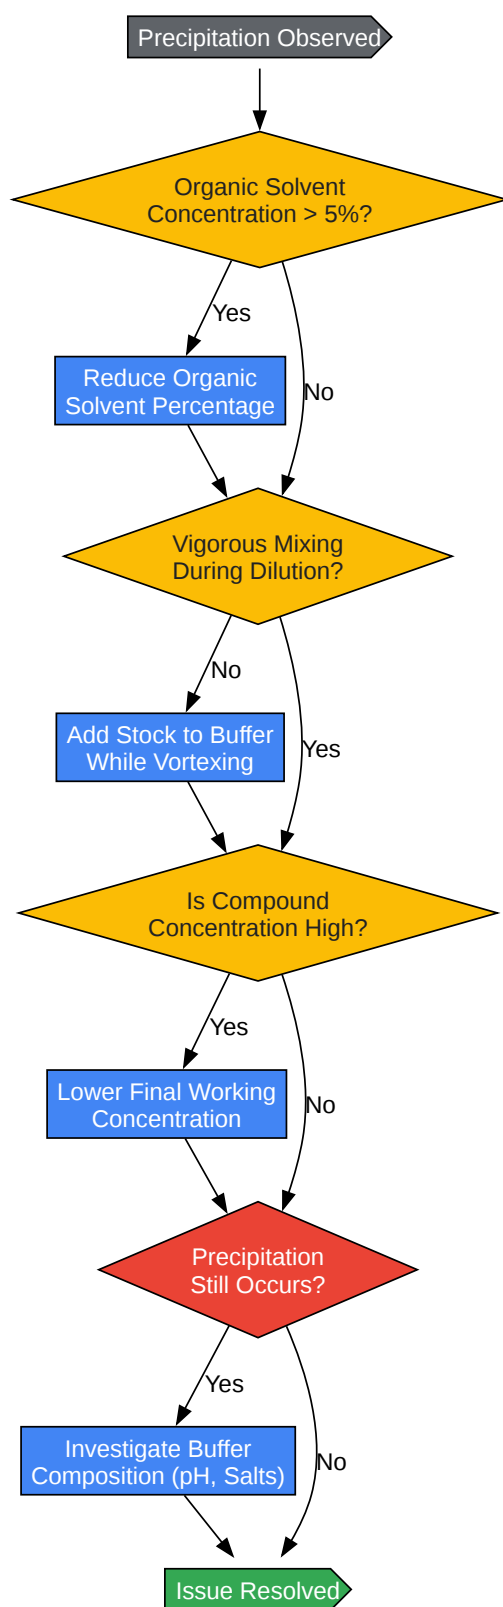 Precipitation Observed
Organic Solvent
Concentration > 5%?
Yes
Reduce Organic
Solvent Percentage
No
Vigorous Mixing
During Dilution?
No
Add Stock to Buffer
While Vortexing
Yes
Is Compound
Concentration High?
Yes
Lower Final Working
Concentration
No
Precipitation
Still Occurs?
Yes
Investigate Buffer
Composition (pH, Salts)
No
Issue Resolved